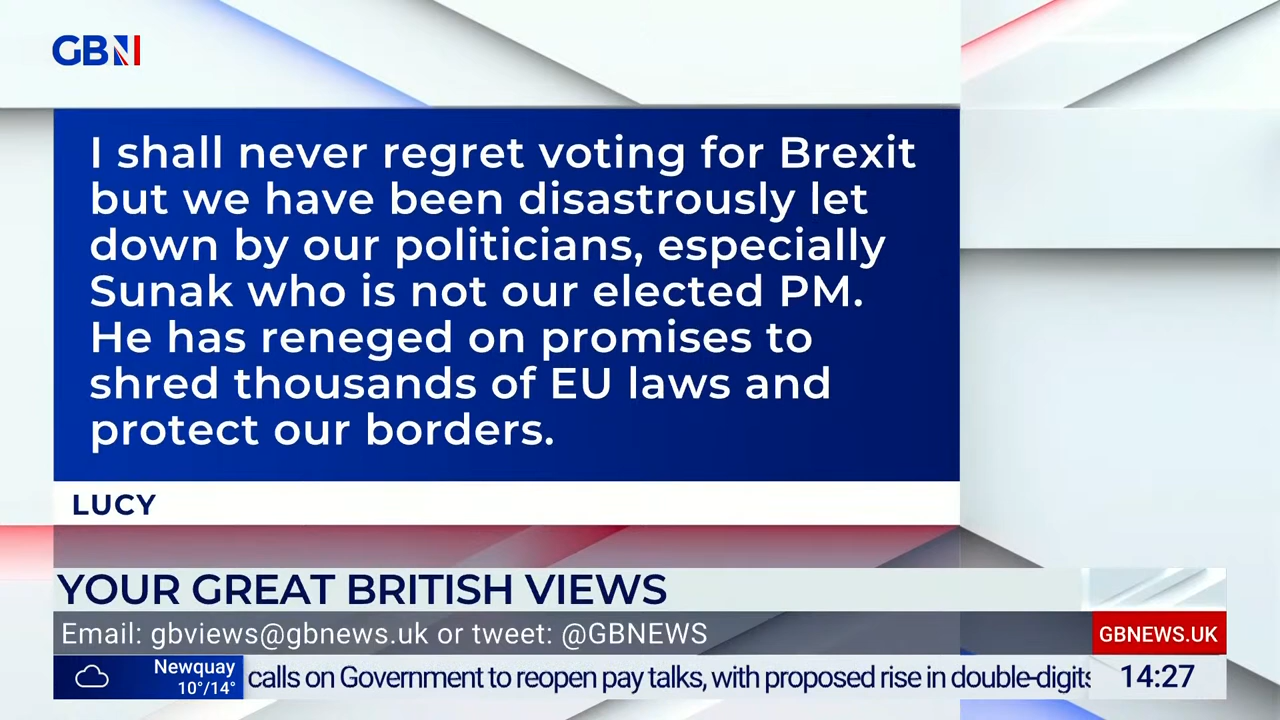 GBN
I shall never regret voting for Brexit
but we have been disastrously let
down by our politicians, especially
Sunak who is not our elected PM.
He has reneged on promises to
shred thousands of EU laws and
protect our borders.
LUCY
YOUR GREAT BRITISH VIEWS
Email: gbviews@gbnews.uk or tweet: @GBNEWS
GBNEWS.UK
Newquay
10°/14°
calls on Government to reopen pay talks, with proposed rise in double-digits
14:27